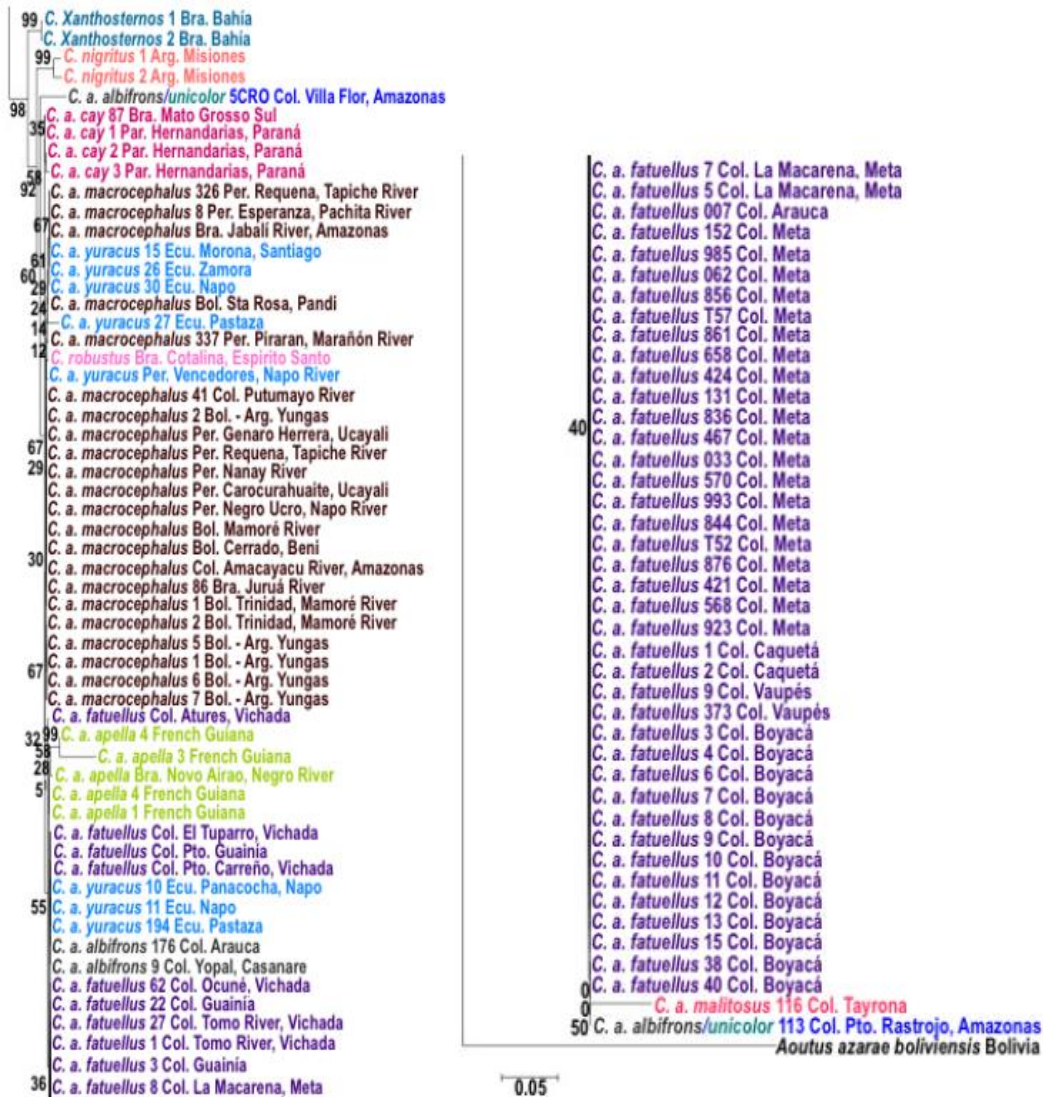 99
C. Xanthosternos 1 Bra. Bahía
C. Xanthosternos 2 Bra. Bahía
99
C. nigritus 1 Arg. Misiones
C. nigritus 2 Arg. Misiones
C. a. albifrons/unicolor 5CRO Col. Villa Flor, Amazonas
98
C. a. cay 87 Bra. Mato Grosso Sul
35
C. a. cay 1 Par. Hernandarias, Paraná
C. a. cay 2 Par. Hernandarias, Paraná
C. a. cay 3 Par. Hernandarias, Paraná
58
92
C. a. macrocephalus 326 Per. Requena, Tapiche River
C. a. macrocephalus 8 Per. Esperanza, Pachita River
67
C. a. macrocephalus Bra. Jabalí River, Amazonas
C. a. yuracus 15 Ecu. Morona, Santiago
61
C. a. yuracus 26 Ecu. Zamora
60
C. a. yuracus 30 Ecu. Napo
29
C. a. macrocephalus Bol. Sta Rosa, Pandi
24
C. a. yuracus 27 Ecu. Pastaza
14
C. a. macrocephalus 337 Per. Píraran, Marañón River
12
C. robustus Bra. Cotalina, Espirito Santo
C. a. yuracus Per. Vencedores, Napo River
C. a. macrocephalus 41 Col. Putumayo River
C. a. macrocephalus 2 Bol. - Arg. Yungas
C. a. macrocephalus Per. Genaro Herrera, Ucayali
67
C. a. macrocephalus Per. Requena, Tapiche River
29
C. a. macrocephalus Per. Nanay River
C. a. macrocephalus Per. Carocurahuaite, Ucayali
C. a. macrocephalus Per. Negro Ucro, Napo River
C. a. macrocephalus Bol. Mamoré River
C. a. macrocephalus Bol. Cerrado, Beni
30
C. a. macrocephalus Col. Amacayacu River, Amazonas
C. a. macrocephalus 86 Bra. Juruá River
C. a. macrocephalus 1 Bol. Trinidad, Mamoré River
C. a. macrocephalus 2 Bol. Trinidad, Mamoré River
C. a. macrocephalus 5 Bol. - Arg. Yungas
C. a. macrocephalus 1 Bol. - Arg. Yungas
67
C. a. macrocephalus 6 Bol. - Arg. Yungas
C. a. macrocephalus 7 Bol. - Arg. Yungas
C. a. fatuellus Col. Atures, Vichada
32
99
C. a. apella 4 French Guiana
58
C. a. apella 3 French Guiana
28
C. a. apella Bra. Novo Airao, Negro River
5
C. a. apella 4 French Guiana
C. a. apella 1 French Guiana
C. a. fatuellus Col. El Tuparro, Vichada
C. a. fatuellus Col. Pto. Guainía
C. a. fatuellus Col. Pto. Carreño, Vichada
C. a. yuracus 10 Ecu. Panacocha, Napo
55
C. a. yuracus 11 Ecu. Napo
C. a. yuracus 194 Ecu. Pastaza
C. a. albifrons 176 Col. Arauca
C. a. albifrons 9 Col. Yopal, Casanare
C. a. fatuellus 62 Col. Ocuné, Vichada
C. a. fatuellus 22 Col. Guainía
C. a. fatuellus 27 Col. Tomo River, Vichada
C. a. fatuellus 1 Col. Tomo River, Vichada
C. a. fatuellus 3 Col. Guainía
36
C. a. fatuellus 8 Col. La Macarena, Meta
C. a. fatuellus 7 Col. La Macarena, Meta
C. a. fatuellus 5 Col. La Macarena, Meta
C. a. fatuellus 007 Col. Arauca
C. a. fatuellus 152 Col. Meta
C. a. fatuellus 985 Col. Meta
C. a. fatuellus 062 Col. Meta
C. a. fatuellus 856 Col. Meta
C. a. fatuellus T57 Col. Meta
C. a. fatuellus 861 Col. Meta
C. a. fatuellus 658 Col. Meta
C. a. fatuellus 424 Col. Meta
C. a. fatuellus 131 Col. Meta
C. a. fatuellus 836 Col. Meta
40
C. a. fatuellus 467 Col. Meta
C. a. fatuellus 033 Col. Meta
C. a. fatuellus 570 Col. Meta
C. a. fatuellus 993 Col. Meta
C. a. fatuellus 844 Col. Meta
C. a. fatuellus T52 Col. Meta
C. a. fatuellus 876 Col. Meta
C. a. fatuellus 421 Col. Meta
C. a. fatuellus 568 Col. Meta
C. a. fatuellus 923 Col. Meta
C. a. fatuellus 1 Col. Caquetá
C. a. fatuellus 2 Col. Caquetá
C. a. fatuellus 9 Col. Vaupés
C. a. fatuellus 373 Col. Vaupés
C. a. fatuellus 3 Col. Boyacá
C. a. fatuellus 4 Col. Boyacá
C. a. fatuellus 6 Col. Boyacá
C. a. fatuellus 7 Col. Boyacá
C. a. fatuellus 8 Col. Boyacá
C. a. fatuellus 9 Col. Boyacá
C. a. fatuellus 10 Col. Boyacá
C. a. fatuellus 11 Col. Boyacá
C. a. fatuellus 12 Col. Boyacá
C. a. fatuellus 13 Col. Boyacá
C. a. fatuellus 15 Col. Boyacá
C. a. fatuellus 38 Col. Boyacá
C. a. fatuellus 40 Col. Boyacá
0
C. a. malitosus 116 Col. Tayrona
0
50
C. a. albifrons/unicolor 113 Col. Pto. Rastrojo, Amazonas
Aoutus azarae boliviensis Bolivia
0.05